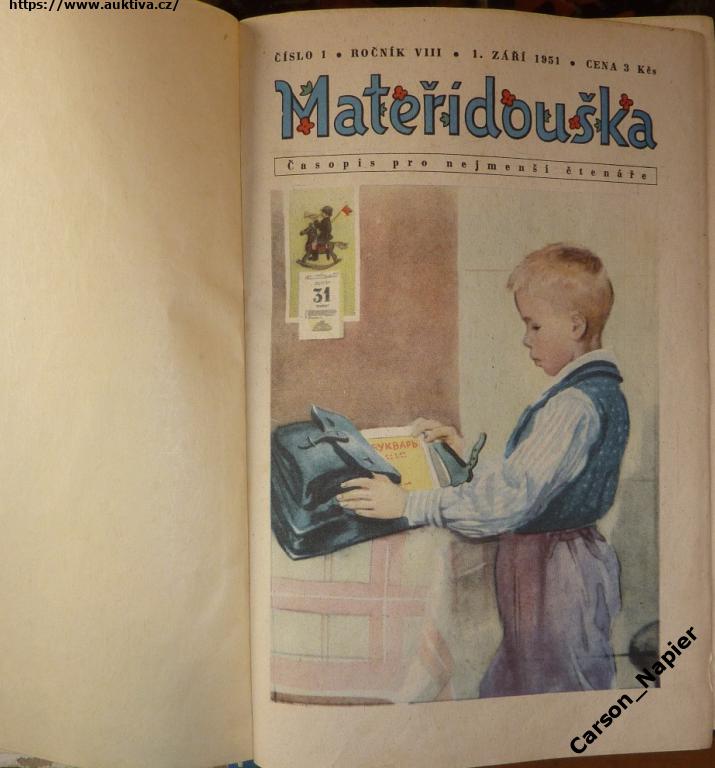 https://www.auktiva.cz/
ČÍSLO 1 • ROČNÍK VIII • 1. ZÁŘÍ 1951 • CENA 3 Kčs
Mateřídouška
Časopis pro nejmenší čtenáře
31
БУКВАРЬ
Carson_Napier